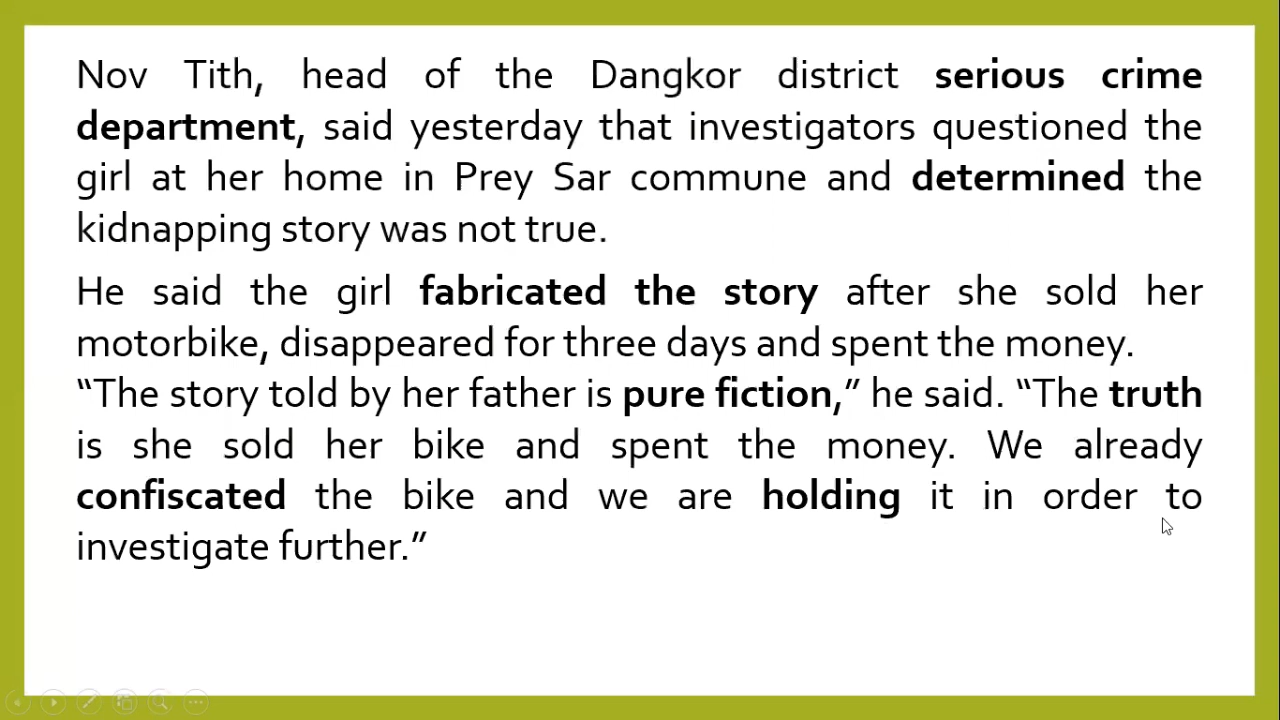 Nov Tith, head of the Dangkor district serious crime
department, said yesterday that investigators questioned the
girl at her home in Prey Sar commune and determined the
kidnapping story was not true.
He said the girl fabricated the story after she sold her
motorbike, disappeared for three days and spent the money.
“The story told by her father is pure fiction,” he said. “The truth
is she sold her bike and spent the money. We already
confiscated the bike and we are holding it in order to
investigate further.”